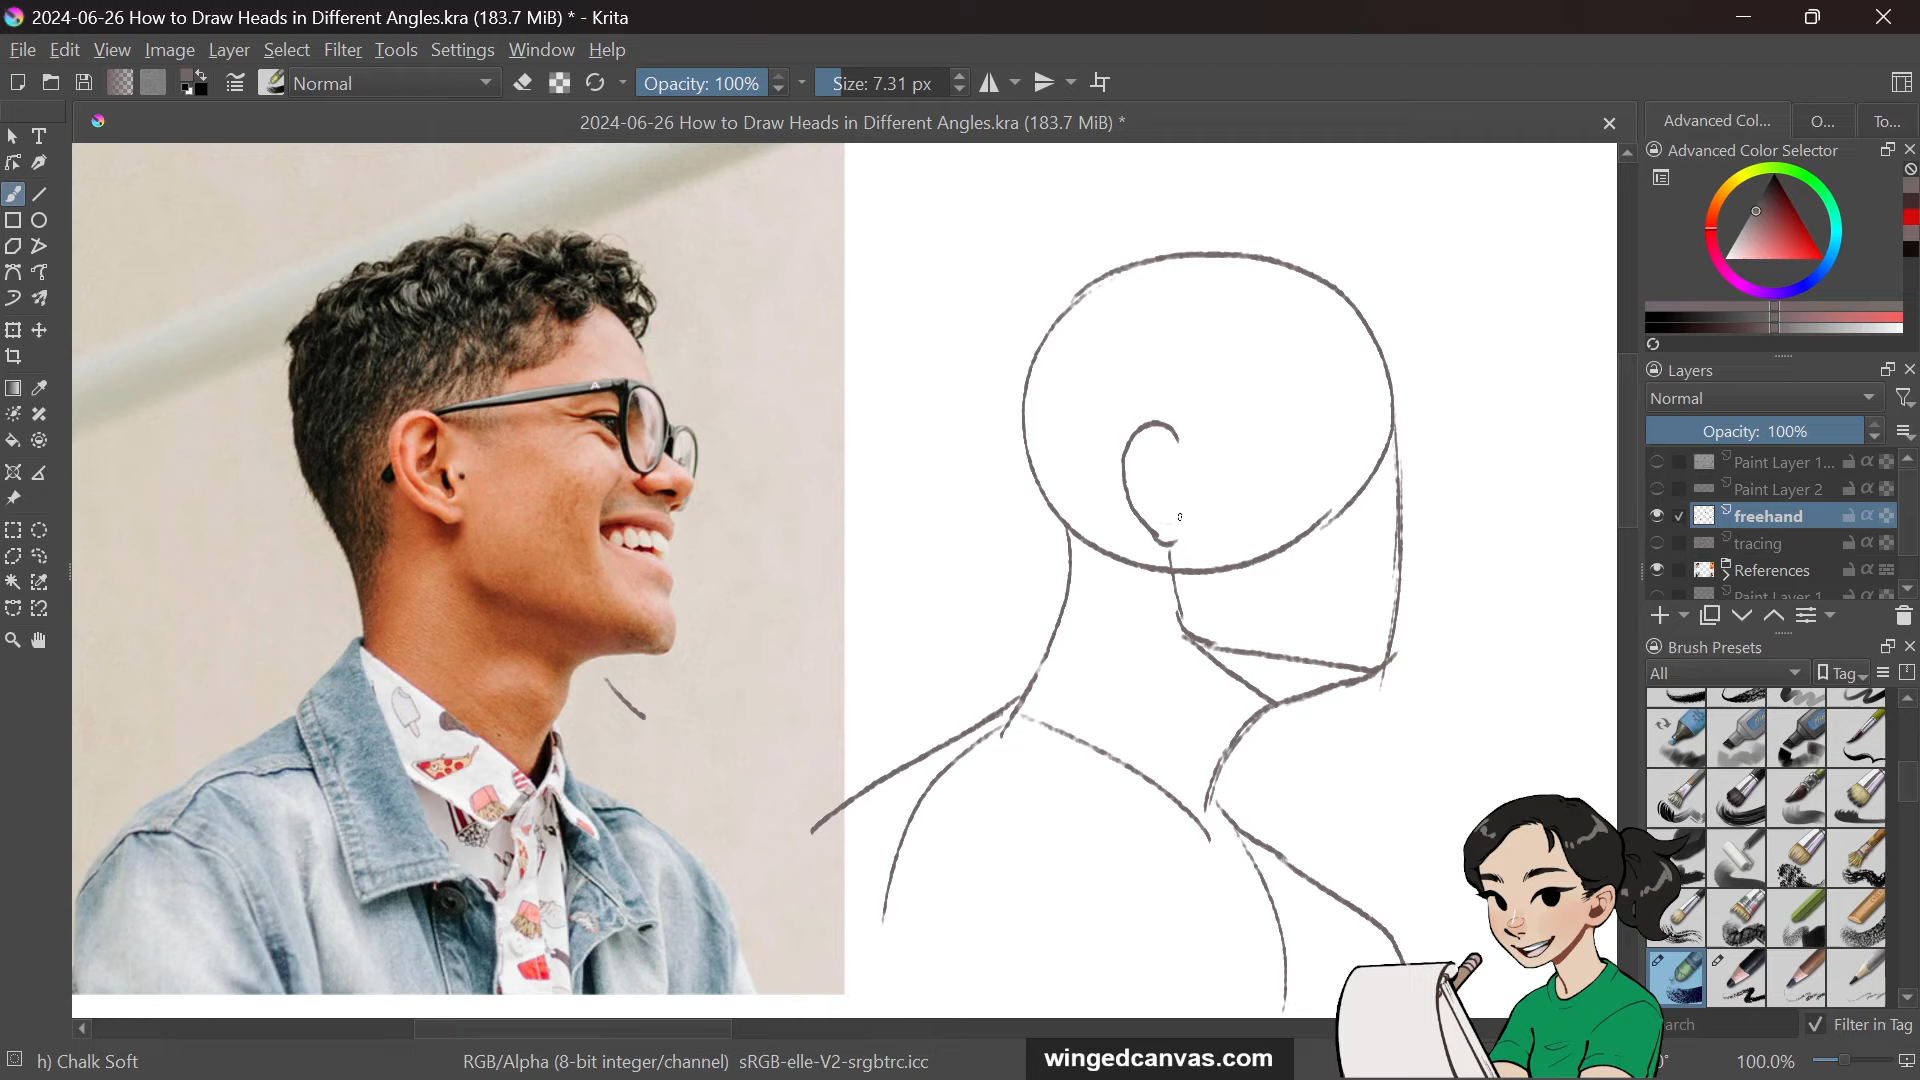 2024-06-26 How to Draw Heads in Different Angles.kra (183.7 MiB) * - Krita
File Edit View Image Layer Select Filter Tools Settings Window Help
Normal Opacity: 100% Size: 7.31 px
2024-06-26 How to Draw Heads in Different Angles.kra (183.7 MiB) *
Advanced Col... O... To...
Advanced Color Selector
Layers
Normal
Opacity: 100%
Paint Layer 1...
Paint Layer 2
freehand
tracing
References
Paint Layer 1
Brush Presets
All Tag
Filter in Tag
h) Chalk Soft
RGB/Alpha (8-bit integer/channel) sRGB-elle-V2-srgbtrc.icc
wingedcanvas.com
100.0%